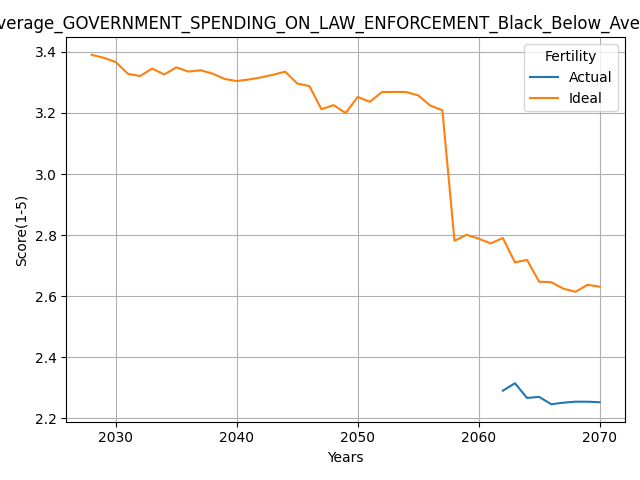 verage_GOVERNMENT_SPENDING_ON_LAW_ENFORCEMENT_Black_Below_Ave
Fertility
Actual
Ideal
Score(1-5)
3.4
3.2
3.0
2.8
2.6
2.4
2.2
2030 2040 2050 2060 2070
Years